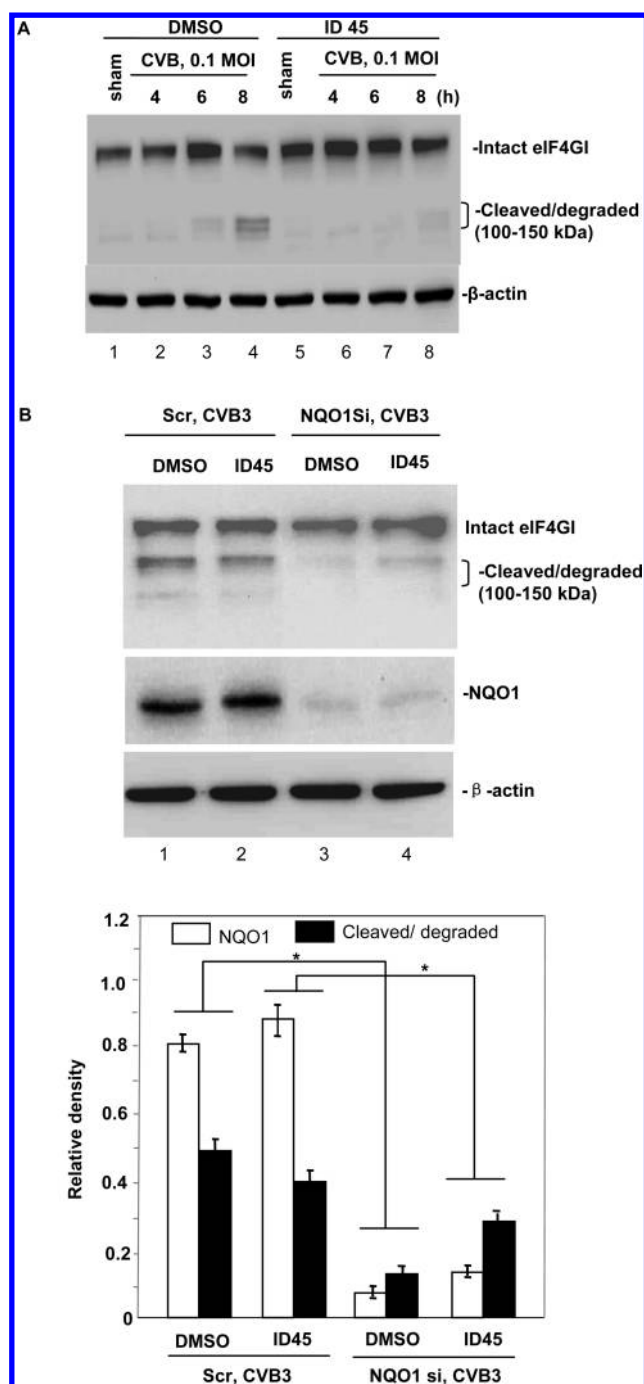 A
DMSO ID 45
sham CVB, 0.1 MOI sham CVB, 0.1 MOI
4 6 8 4 6 8 (h)
-Intact eIF4GI
-Cleaved/degraded
(100-150 kDa)
-β-actin
1 2 3 4 5 6 7 8
B
Scr, CVB3 NQO1Si, CVB3
DMSO ID45 DMSO ID45
Intact eIF4GI
-Cleaved/degraded
(100-150 kDa)
-NQO1
- β -actin
1 2 3 4
1.2
NQO1 Cleaved/ degraded
* *
1.0
0.8
0.6
0.4
0.2
0
Relative density
DMSO ID45 DMSO ID45
Scr, CVB3 NQO1 si, CVB3